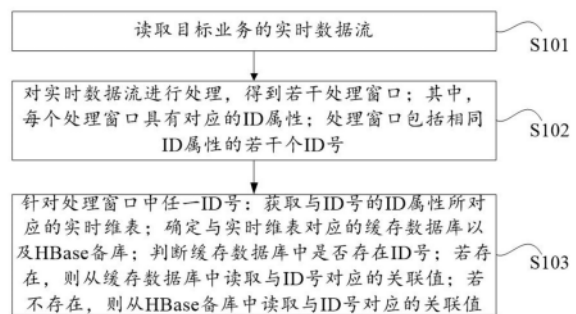 读取目标业务的实时数据流
S101
对实时数据流进行处理，得到若干处理窗口；其中，
每个处理窗口具有对应的ID属性；处理窗口包括相同
ID属性的若干个ID号
S102
针对处理窗口中任一ID号：获取与ID号的ID属性所对
应的实时维表；确定与实时维表对应的缓存数据库以
及HBase备库；判断缓存数据库中是否存在ID号；若存
在，则从缓存数据库中读取与ID号对应的关联值；若
不存在，则从HBase备库中读取与ID号对应的关联值
S103